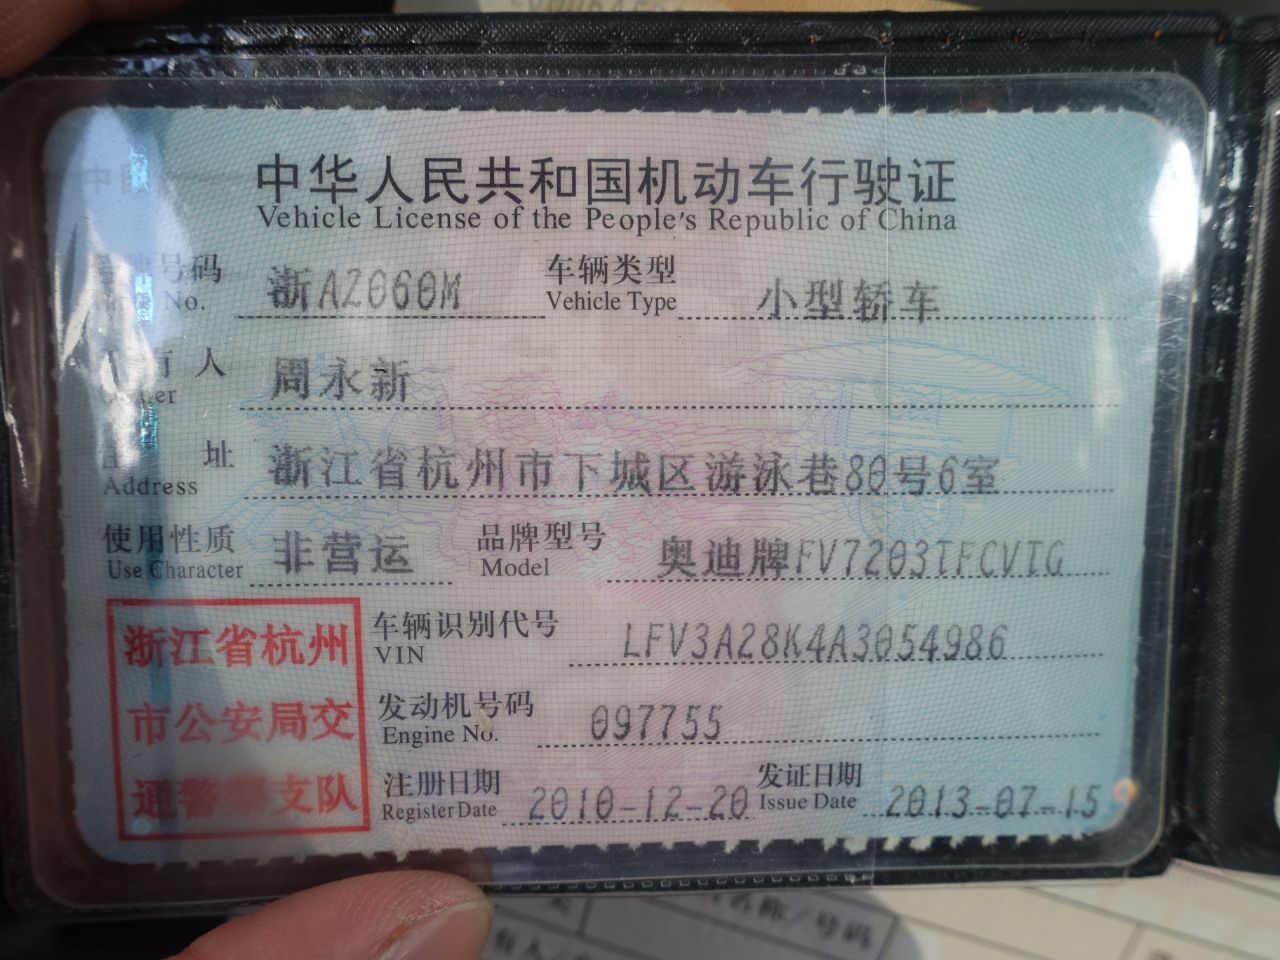 中华人民共和国机动车行驶证
Vehicle License of the People's Republic of China
号码 浙AZ060M 车辆类型 小型轿车
No. Vehicle Type
人 周永新
址 浙江省杭州市下城区游泳巷80号6室
Address
使用性质 非营运 品牌型号 奥迪牌FV7203TFCVTG
Use Character Model
浙江省杭州
市公安局交
通警察支队
车辆识别代号 LFV3A28K4A3054986
VIN
发动机号码 097755
Engine No.
注册日期 2010-12-20 发证日期 2013-07-15
Register Date Issue Date
名称/号码